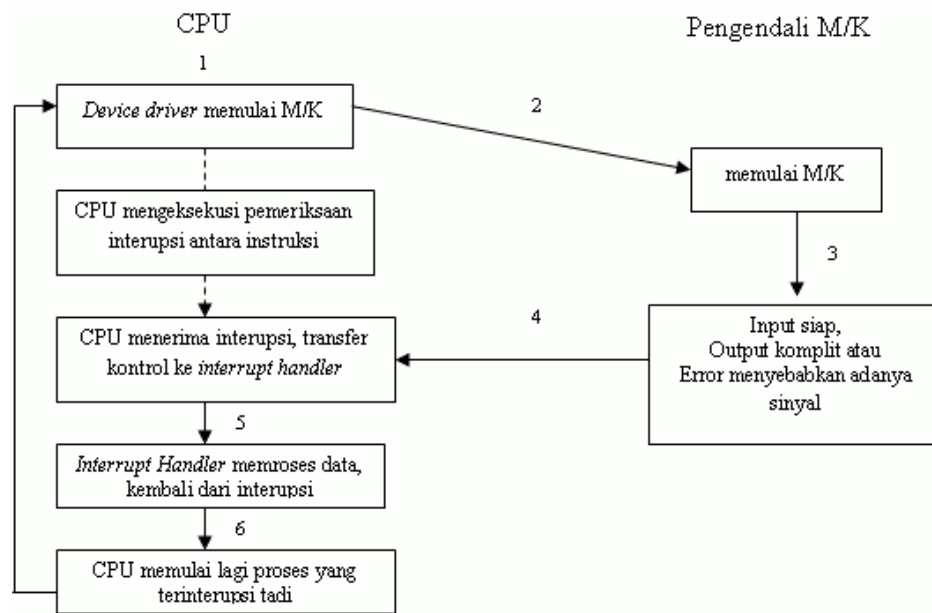 CPU
Pengendali M/K
1
Device driver memulai M/K
2
memulai M/K
CPU mengeksekusi pemeriksaan
interupsi antara instruksi
3
4
CPU menerima interupsi, transfer
kontrol ke interrupt handler
Input siap,
Output komplit atau
Error menyebabkan adanya
sinyal
5
Interrupt Handler memroses data,
kembali dari interupsi
6
CPU memulai lagi proses yang
terinterupsi tadi